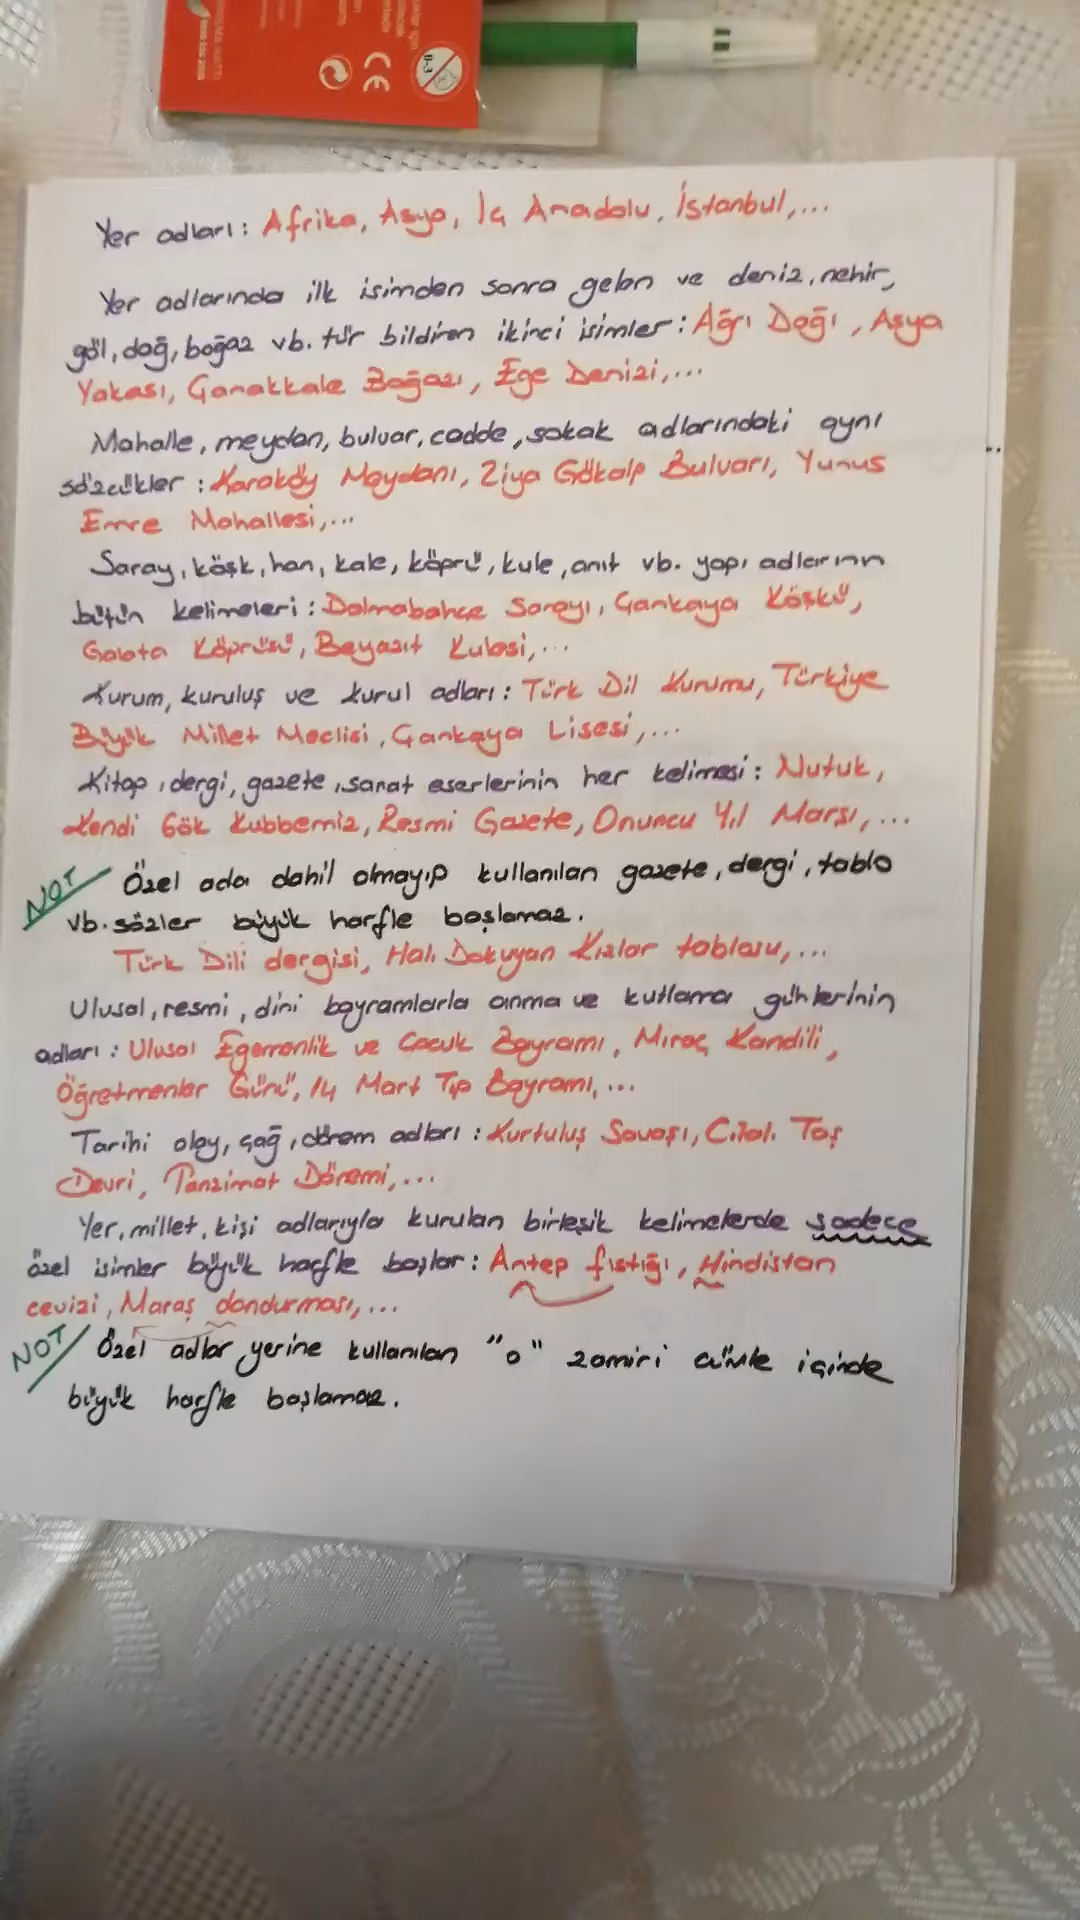 0-3
CE
Yer adları: Afrika, Asya, İç Anadolu, İstanbul,...
Yer adlarında ilk isimden sonra gelen ve deniz, nehir,
göl, dağ, boğaz vb. tür bildiren ikinci isimler: Ağrı Dağı, Asya
Yakası, Çanakkale Boğazı, Ege Denizi,...
Mahalle, meydan, bulvar, cadde, sokak adlarındaki aynı
sözcükler: Karaköy Meydanı, Ziya Gökalp Bulvarı, Yunus
Emre Mahallesi,...
Saray, köşk, han, kale, köprü, kule, anıt vb. yapı adlarının
bütün kelimeleri: Dolmabahçe Sarayı, Çankaya Köşkü,
Galata Köprüsü, Beyazıt Kulesi,...
Kurum, kuruluş ve kurul adları: Türk Dil Kurumu, Türkiye
Büyük Millet Meclisi, Çankaya Lisesi,...
Kitap, dergi, gazete, sanat eserlerinin her kelimesi: Nutuk,
Kendi Gök Kubbemiz, Resmi Gazete, Onuncu Yıl Marşı,...
NOT Özel ada dahil olmayıp kullanılan gazete, dergi, tablo
vb. sözler büyük harfle başlamaz.
Türk Dili dergisi, Halı Dokuyan Kızlar tablosu,...
Ulusal, resmi, dini bayramlarla anma ve kutlama günlerinin
adları: Ulusal Egemenlik ve Çocuk Bayramı, Miraç Kandili,
Öğretmenler Günü, 14 Mart Tıp Bayramı,...
Tarihi olay, çağ, dönem adları: Kurtuluş Savaşı, Cilalı Taş
Devri, Tanzimat Dönemi,...
Yer, millet, kişi adlarıyla kurulan birleşik kelimelerde sadece
özel isimler büyük harfle başlar: Antep fıstığı, Hindistan
cevizi, Maraş dondurması,...
NOT Özel adlar yerine kullanılan "o" zamiri cümle içinde
büyük harfle başlamaz.